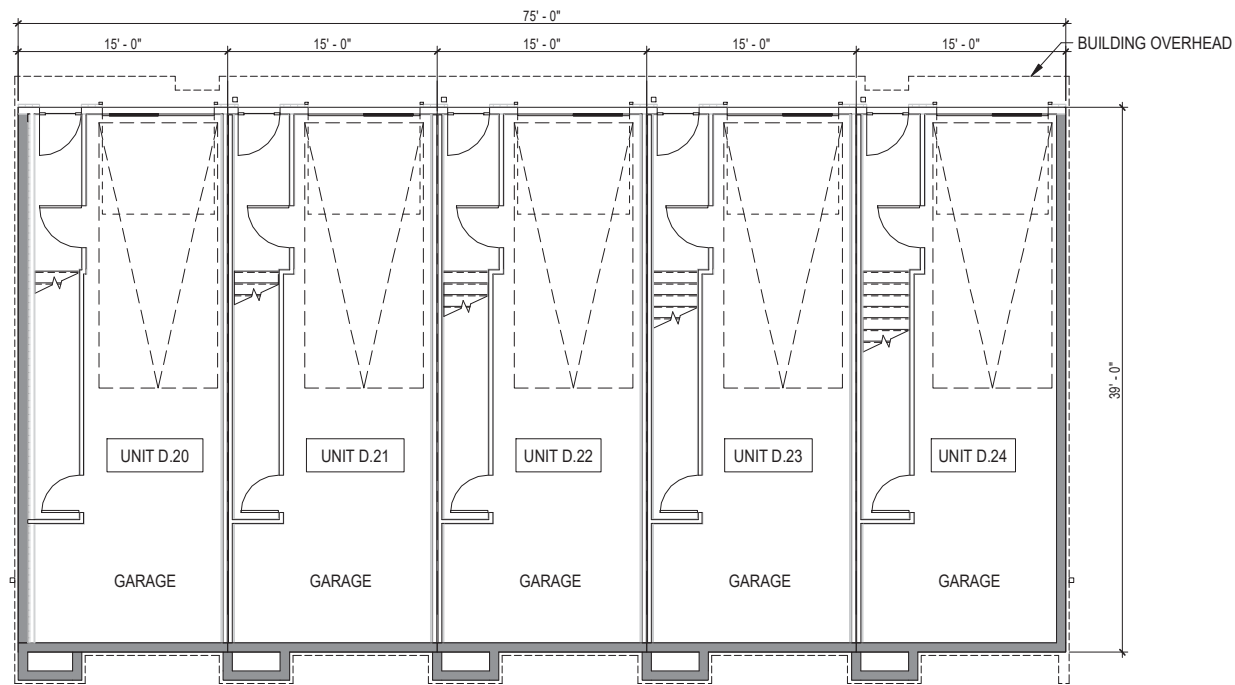 75' - 0"
15' - 0"
15' - 0"
15' - 0"
15' - 0"
15' - 0"
BUILDING OVERHEAD
39' - 0"
UNIT D.20
UNIT D.21
UNIT D.22
UNIT D.23
UNIT D.24
GARAGE
GARAGE
GARAGE
GARAGE
GARAGE